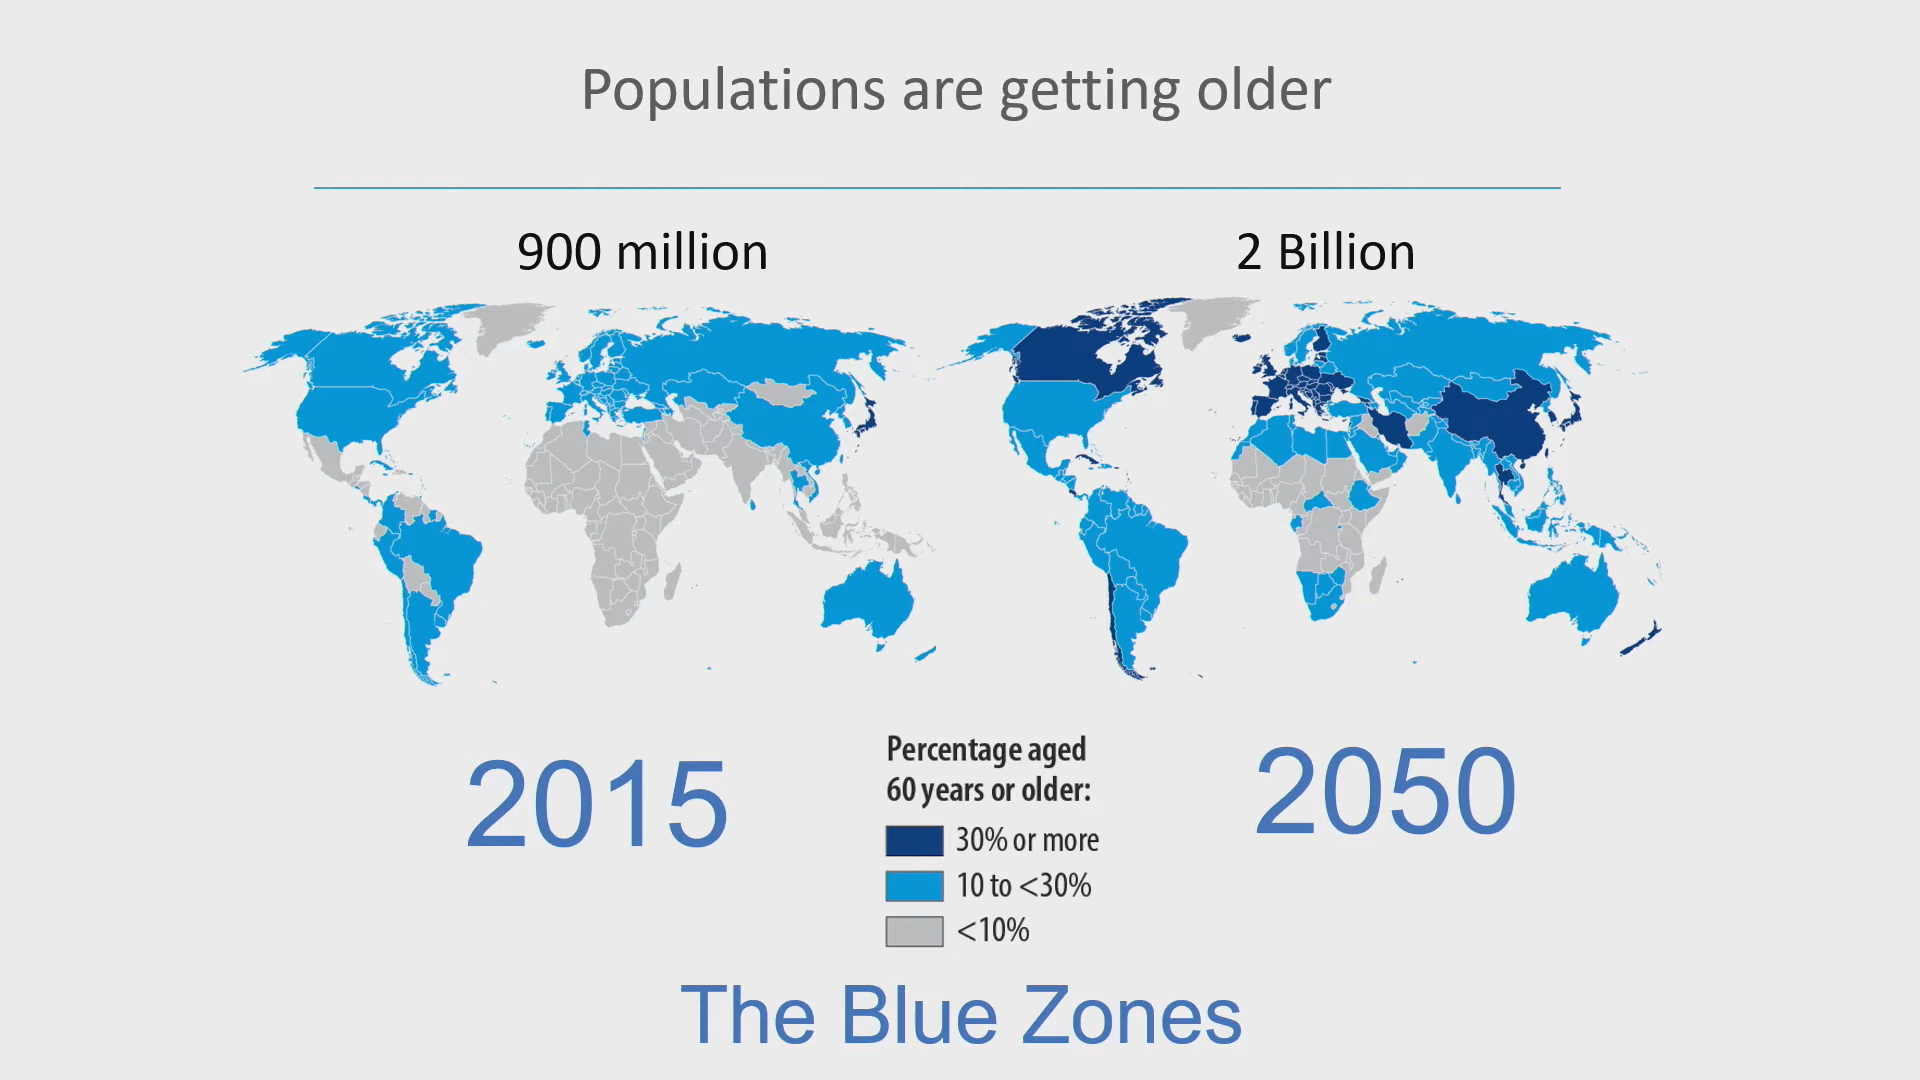 Populations are getting older
900 million
2 Billion
2015
2050
Percentage aged
60 years or older:
30% or more
10 to <30%
<10%
The Blue Zones